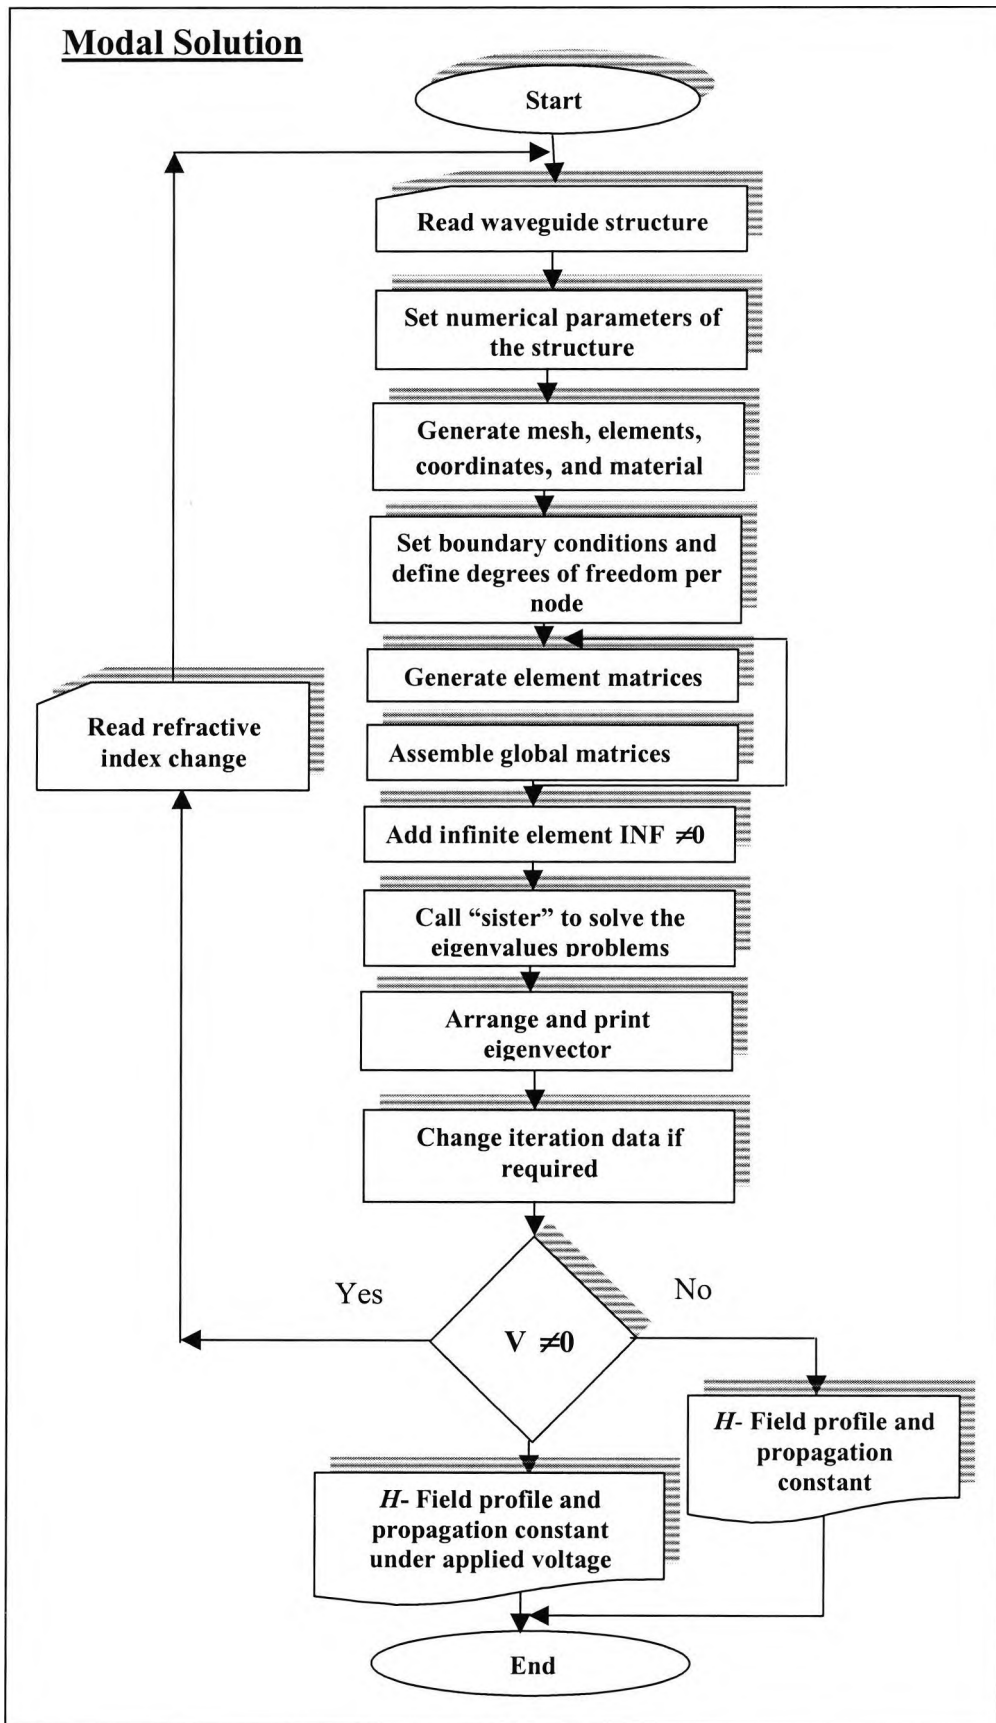 Modal Solution
Start
Read waveguide structure
Set numerical parameters of
the structure
Generate mesh, elements,
coordinates, and material
Set boundary conditions and
define degrees of freedom per
node
Generate element matrices
Read refractive
index change
Assemble global matrices
Add infinite element INF ≠0
Call “sister” to solve the
eigenvalues problems
Arrange and print
eigenvector
Change iteration data if
required
Yes
No
V ≠0
H- Field profile and
propagation
constant
H- Field profile and
propagation constant
under applied voltage
End